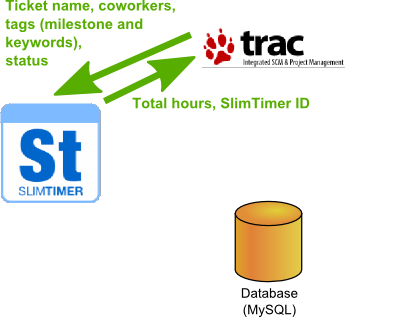 Ticket name, coworkers,
tags (milestone and
keywords),
status
trac
Integrated SCM & Project Management
Total hours, SlimTimer ID
St
SLIMTIMER
Database
(MySQL)